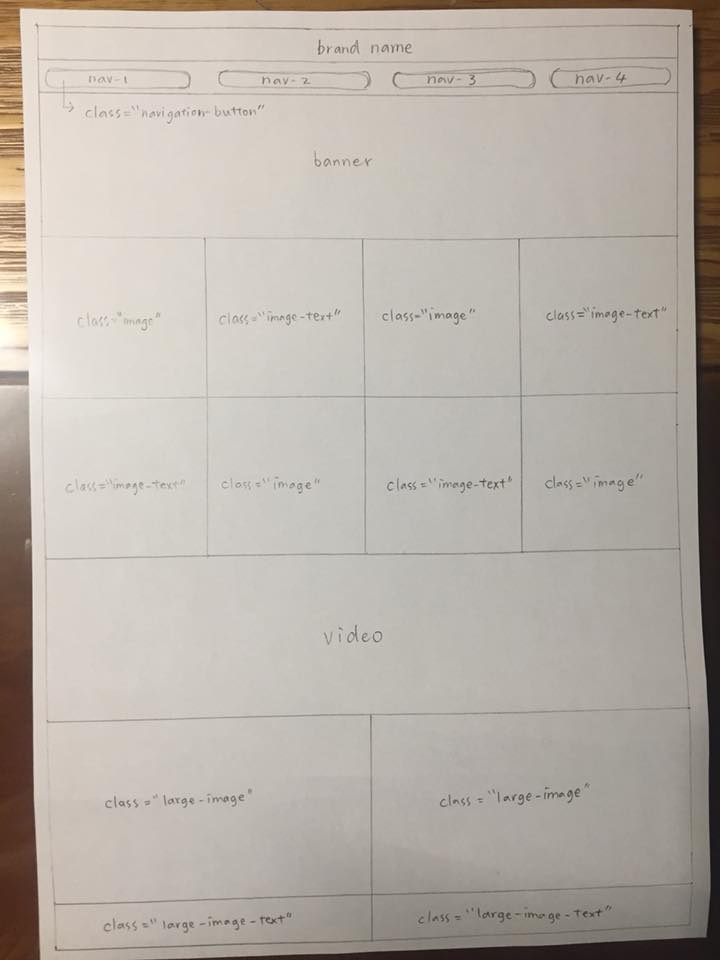 brand name
nav-1 nav-2 nav-3 nav-4
class="navigation-button"
banner
class="image" class="image-text" class="image" class="image-text"
class="image-text" class="image" class="image-text" class="image"
video
class="large-image" class="large-image"
class="large-image-text" class="large-image-text"